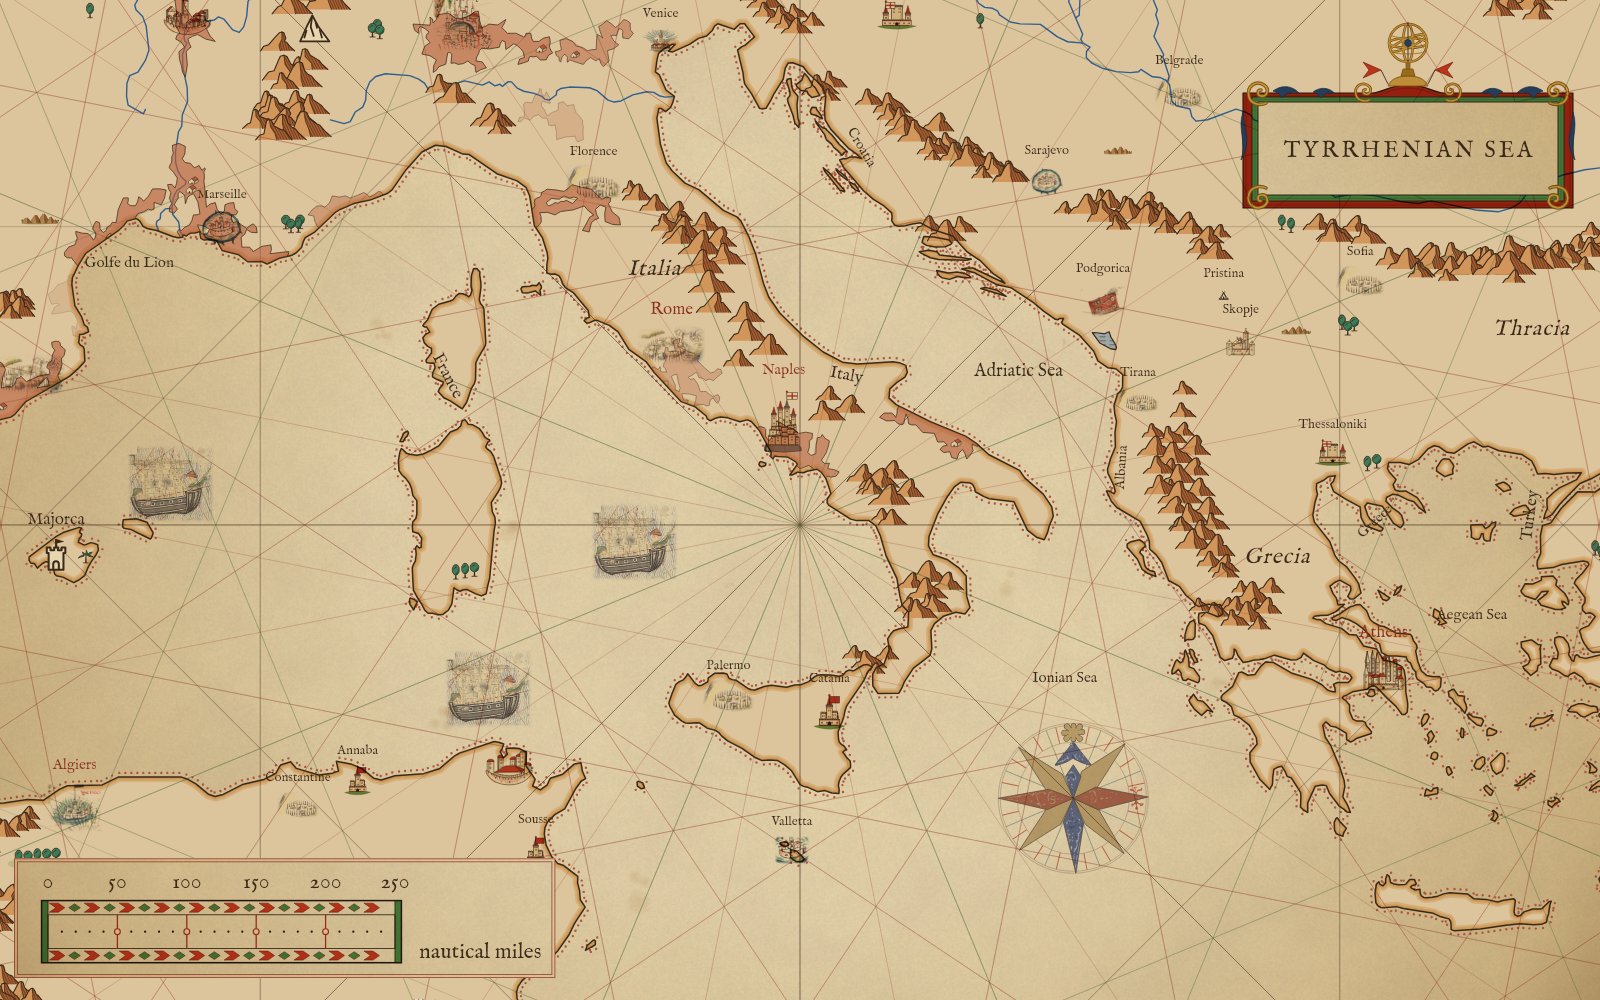 Venice
Belgrade
TYRRHENIAN SEA
Croatia
Florence
Sarajevo
Marseille
Golfe du Lion
Italia
Podgorica
Pristina
Sofia
Rome
Skopje
Thracia
France
Naples
Italy
Adriatic Sea
Tirana
Thessaloniki
Albania
Majorca
Greece
Turkey
Grecia
Aegean Sea
Athens
Palermo
Catania
Ionian Sea
Algiers
Constantine
Annaba
Sousse
Valletta
0 50 100 150 200 250
nautical miles